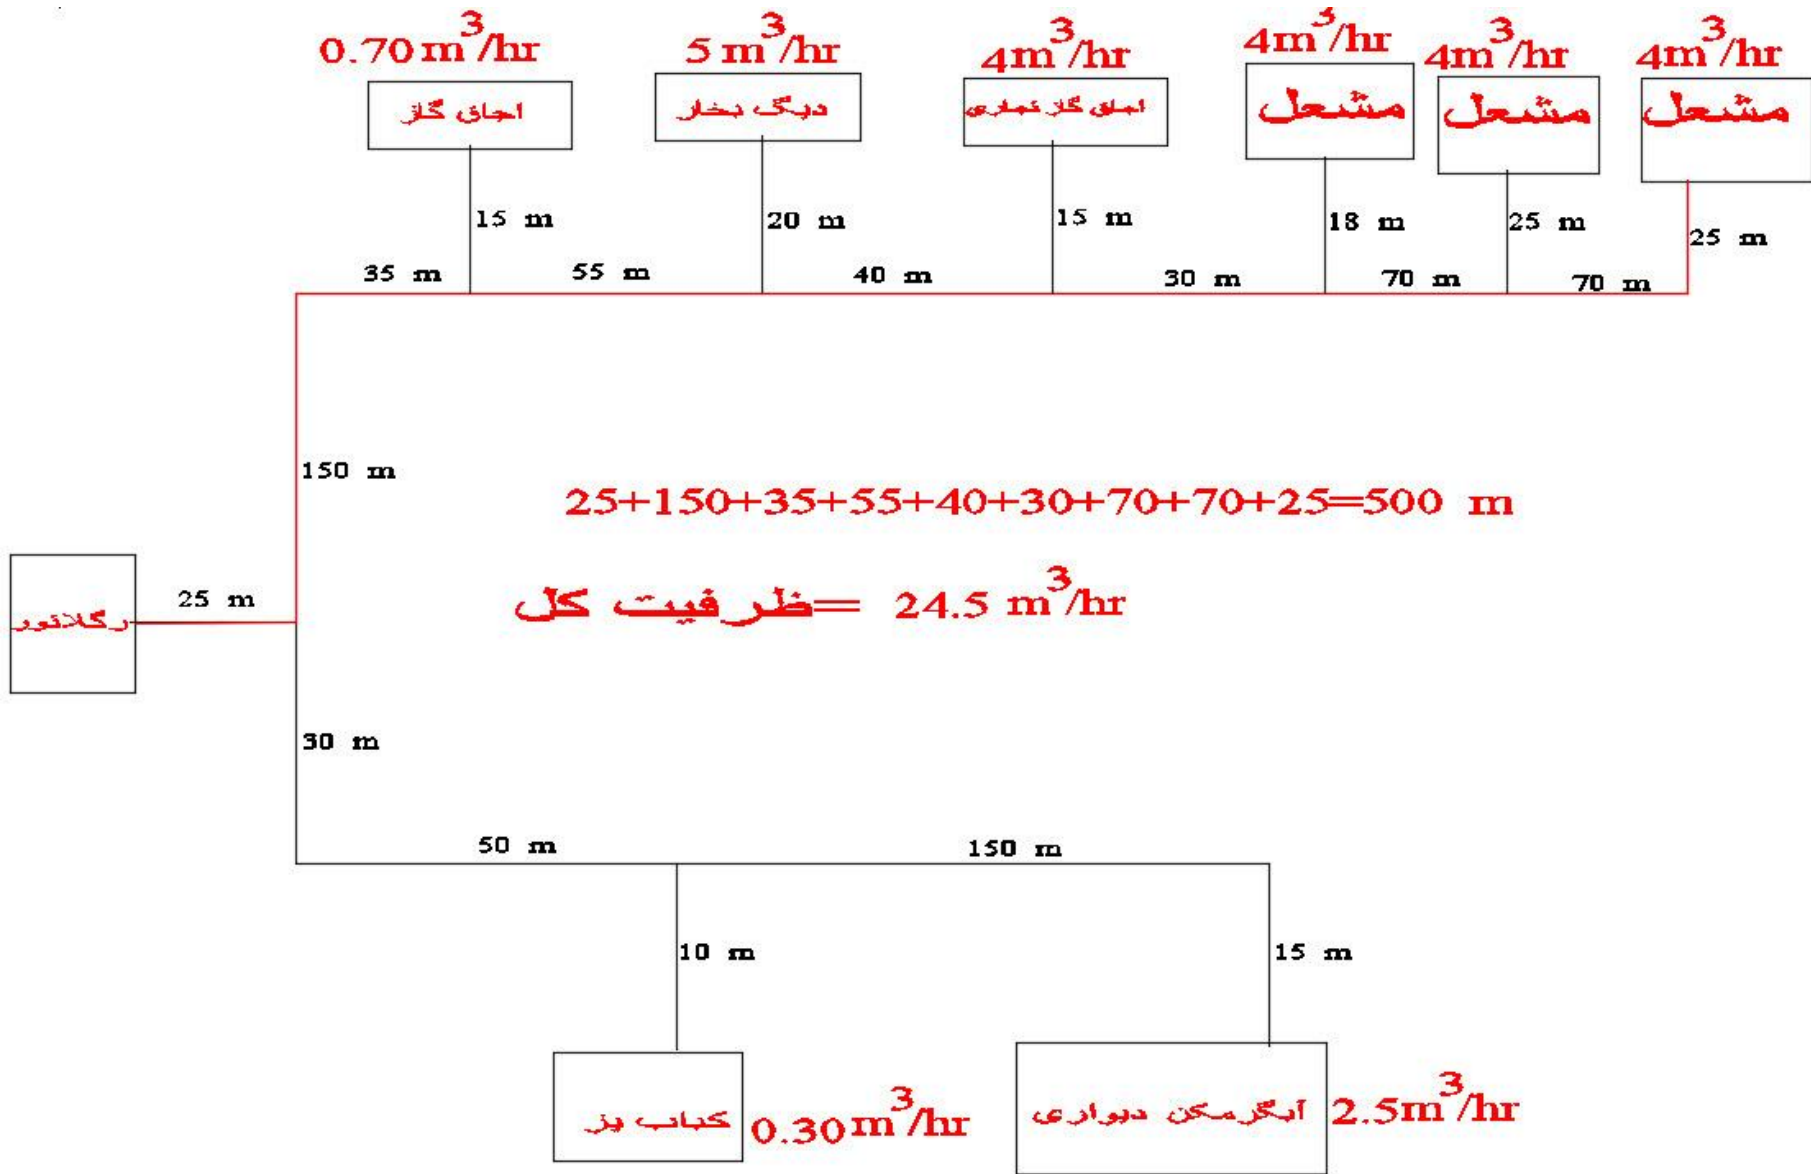 0.70 m³/hr
5 m³/hr
4m³/hr
4m³/hr
4m³/hr
4m³/hr
اجاق گاز
دیگ بخار
اجاق گاز تجاری
مشعل
مشعل
مشعل
15 m
20 m
15 m
18 m
25 m
25 m
35 m
55 m
40 m
30 m
70 m
70 m
150 m
25+150+35+55+40+30+70+70+25=500 m
ظرفیت کل= 24.5 m³/hr
25 m
رگلاتور
30 m
50 m
150 m
10 m
15 m
کباب پز
0.30 m³/hr
آبگرمکن دیواری
2.5m³/hr